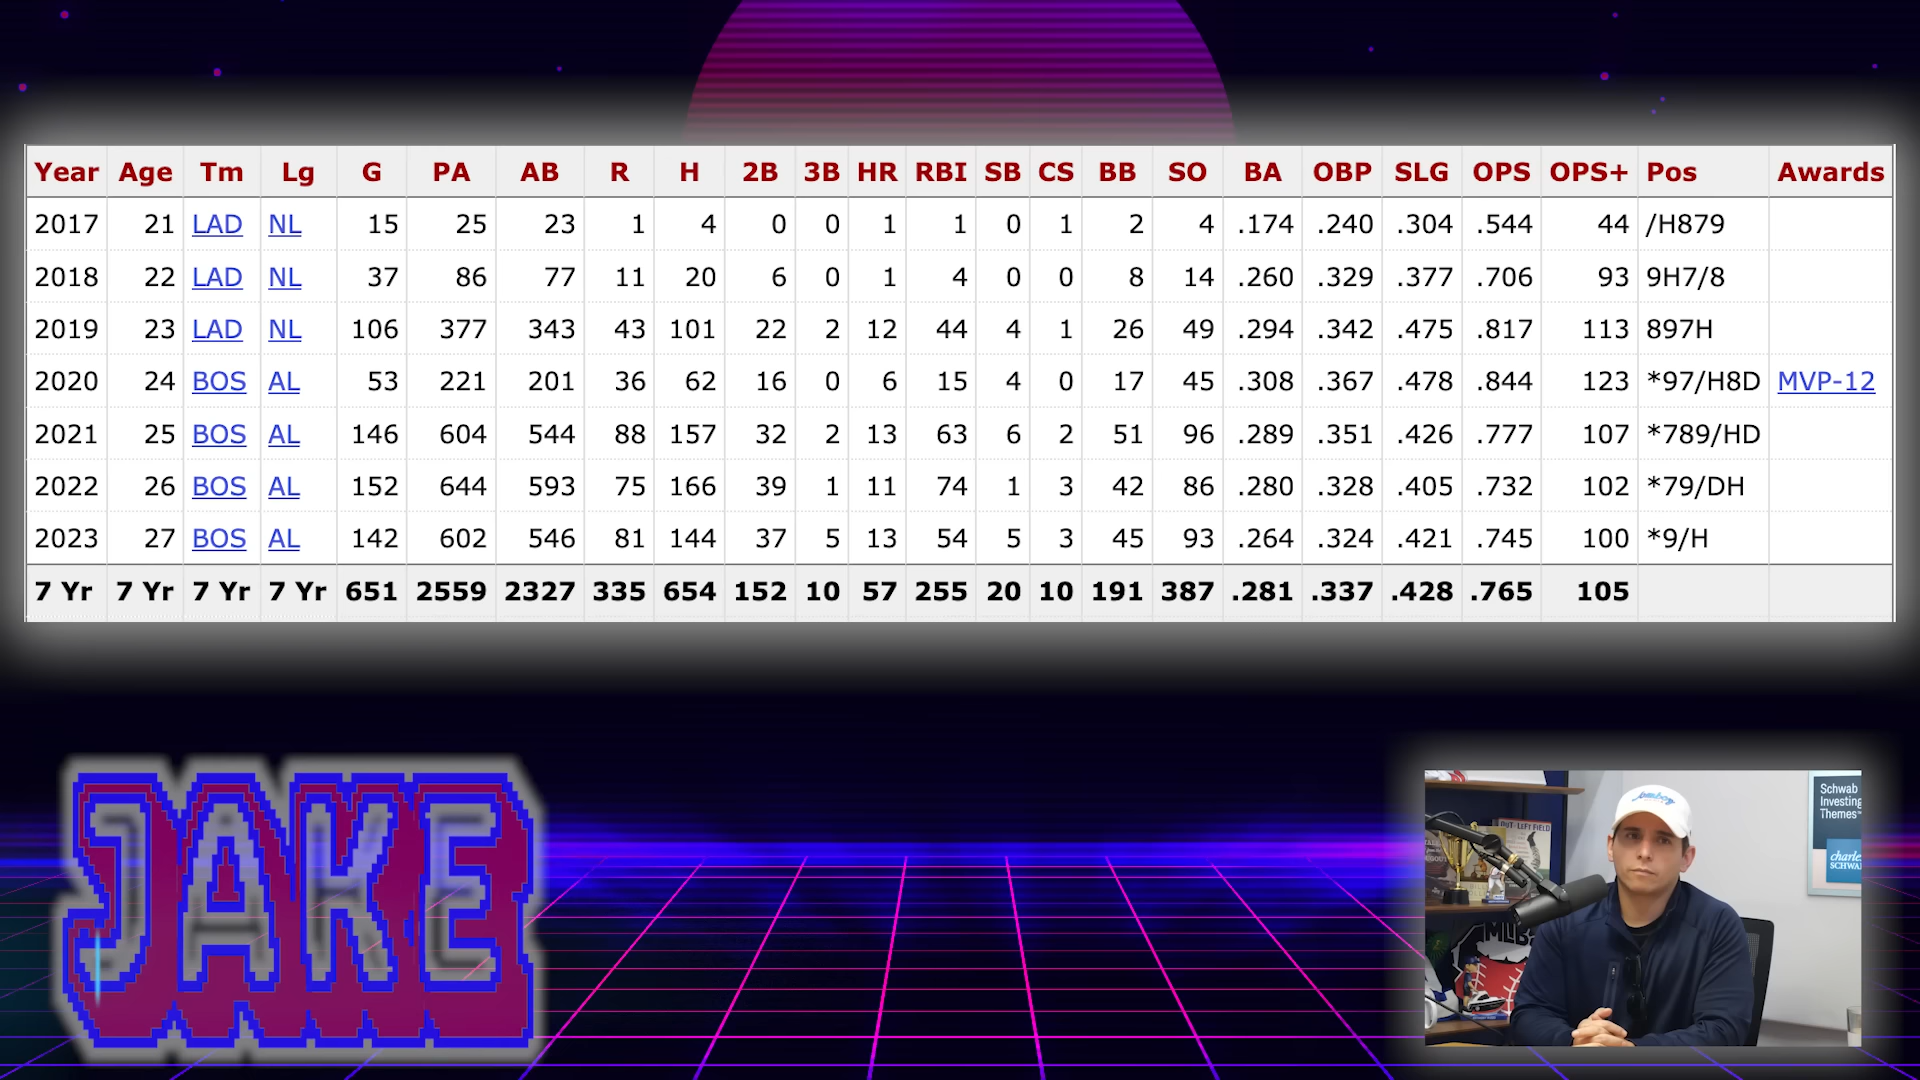 Year Age Tm Lg G PA AB R H 2B 3B HR RBI SB CS BB SO BA OBP SLG OPS OPS+ Pos Awards
2017 21 LAD NL 15 25 23 1 4 0 0 1 1 0 1 2 4 .174 .240 .304 .544 44 /H879
2018 22 LAD NL 37 86 77 11 20 6 0 1 4 0 0 8 14 .260 .329 .377 .706 93 9H7/8
2019 23 LAD NL 106 377 343 43 101 22 2 12 44 4 1 26 49 .294 .342 .475 .817 113 897H
2020 24 BOS AL 53 221 201 36 62 16 0 6 15 4 0 17 45 .308 .367 .478 .844 123 *97/H8D MVP-12
2021 25 BOS AL 146 604 544 88 157 32 2 13 63 6 2 51 96 .289 .351 .426 .777 107 *789/HD
2022 26 BOS AL 152 644 593 75 166 39 1 11 74 1 3 42 86 .280 .328 .405 .732 102 *79/DH
2023 27 BOS AL 142 602 546 81 144 37 5 13 54 5 3 45 93 .264 .324 .421 .745 100 *9/H
7 Yr 7 Yr 7 Yr 7 Yr 651 2559 2327 335 654 152 10 57 255 20 10 191 387 .281 .337 .428 .765 105
JAKE
Schwab
Investing
Themes™
charles
SCHWAB
OUT-LEFT FIELD
MLB